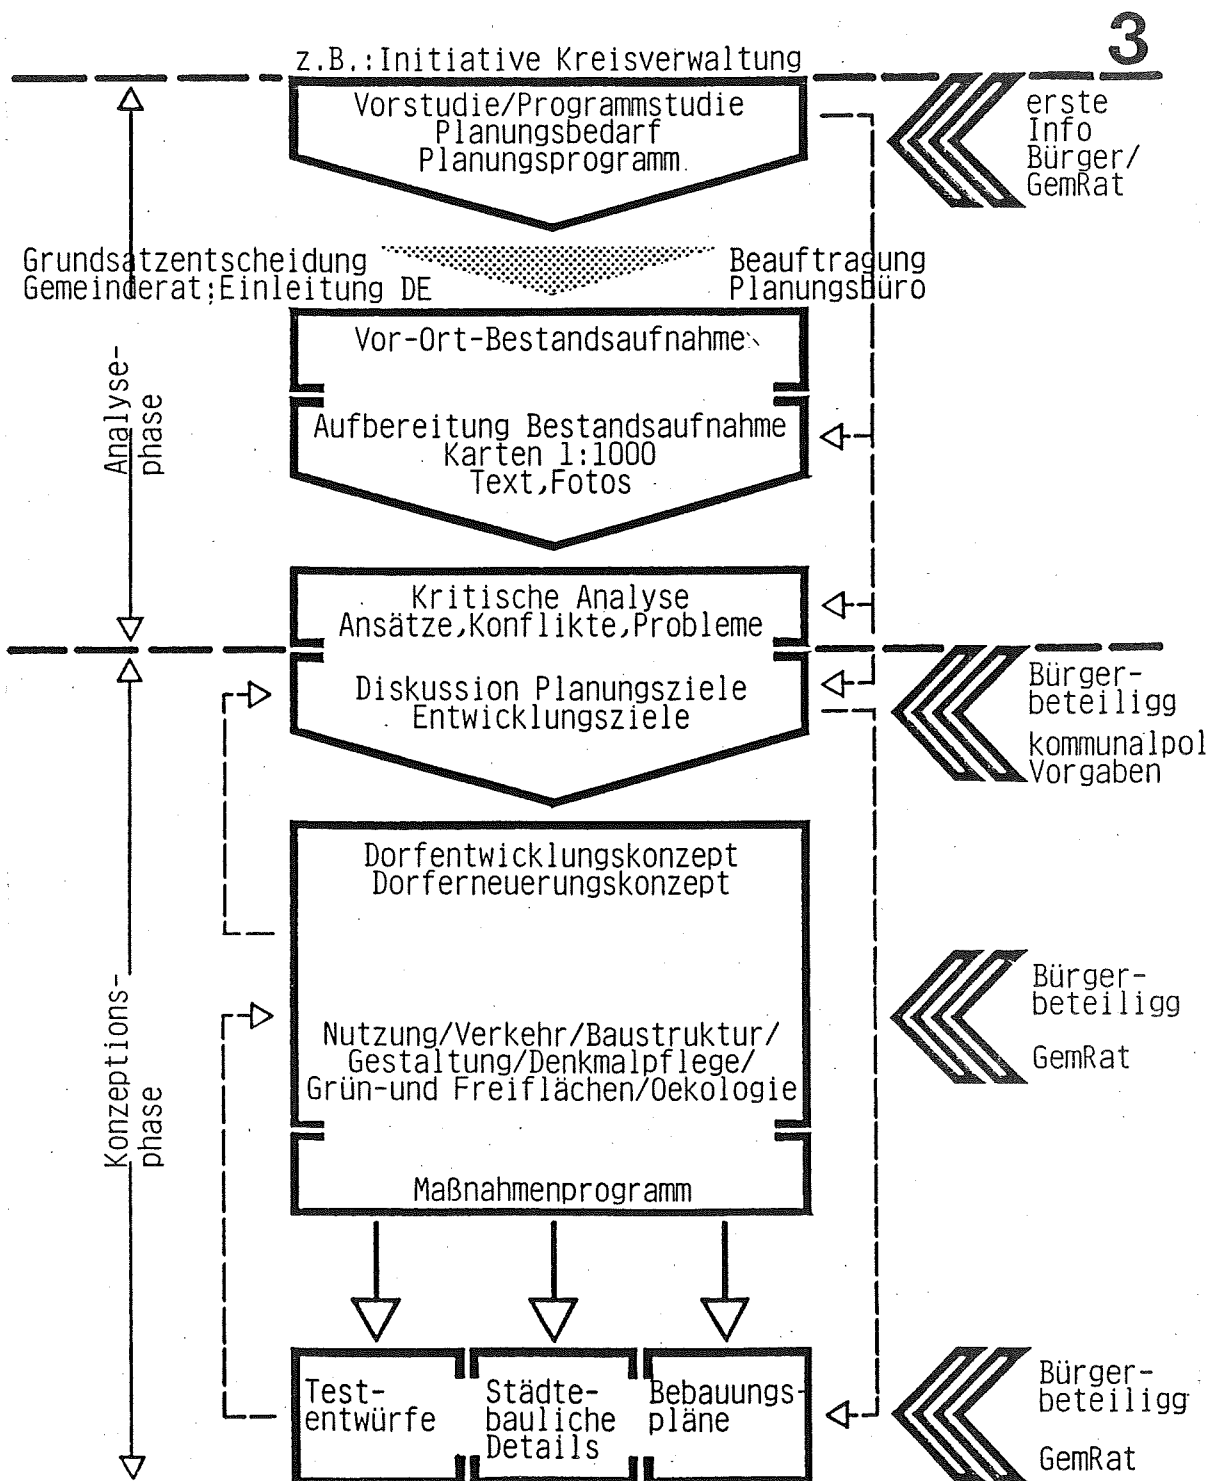 3
z.B.:Initiative Kreisverwaltung
Vorstudie/Programmstudie
Planungsbedarf
Planungsprogramm
erste
Info
Bürger/
GemRat
Grundsatzentscheidung
Gemeinderat;Einleitung DE
Beauftragung
Planungsbüro
Vor-Ort-Bestandsaufnahme
Aufbereitung Bestandsaufnahme
Karten 1:1000
Text,Fotos
Analyse-
phase
Kritische Analyse
Ansätze,Konflikte,Probleme
Diskussion Planungsziele
Entwicklungsziele
Bürger-
beteiligg
kommunalpol
Vorgaben
Dorfentwicklungskonzept
Dorferneuerungskonzept
Nutzung/Verkehr/Baustruktur/
Gestaltung/Denkmalpflege/
Grün-und Freiflächen/Oekologie
Bürger-
beteiligg
GemRat
Konzeptions-
phase
Maßnahmenprogramm
Test-
entwürfe
Städte-
bauliche
Details
Bebauungs-
pläne
Bürger-
beteiligg
GemRat